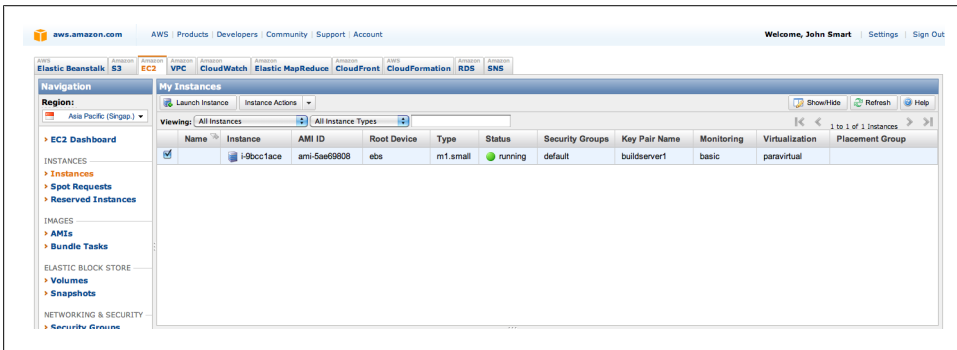 aws.amazon.com AWS | Products | Developers | Community | Support | Account Welcome, John Smart | Settings | Sign Out
AWS Elastic Beanstalk Amazon S3 Amazon EC2 Amazon VPC Amazon CloudWatch Amazon Elastic MapReduce Amazon CloudFront AWS CloudFormation Amazon RDS Amazon SNS
Navigation
Region:
Asia Pacific (Singap.)
> EC2 Dashboard
INSTANCES
> Instances
> Spot Requests
> Reserved Instances
IMAGES
> AMIs
> Bundle Tasks
ELASTIC BLOCK STORE
> Volumes
> Snapshots
NETWORKING & SECURITY
> Security Groups
My Instances
Launch Instance Instance Actions Show/Hide Refresh Help
Viewing: All Instances All Instance Types 1 to 1 of 1 Instances
Name Instance AMI ID Root Device Type Status Security Groups Key Pair Name Monitoring Virtualization Placement Group
i-9bcc1ace ami-5ae69808 ebs m1.small running default buildserver1 basic paravirtual